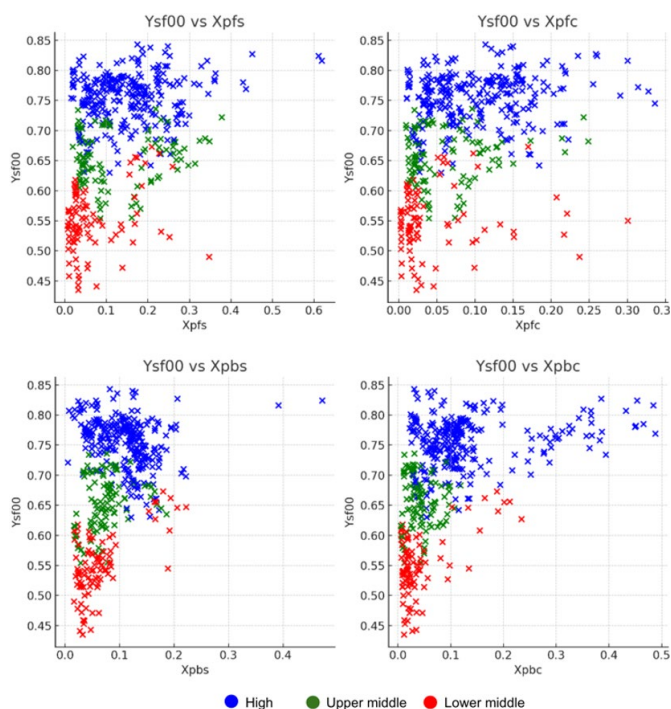 Ysf00 vs Xpfs
Ysf00 vs Xpfc
0.85
0.80
0.75
0.70
0.65
0.60
0.55
0.50
0.45
Ysf00
0.0 0.1 0.2 0.3 0.4 0.5 0.6
Xpfs
0.85
0.80
0.75
0.70
0.65
0.60
0.55
0.50
0.45
Ysf00
0.00 0.05 0.10 0.15 0.20 0.25 0.30 0.3
Xpfc
Ysf00 vs Xpbs
Ysf00 vs Xpbc
0.85
0.80
0.75
0.70
0.65
0.60
0.55
0.50
0.45
Ysf00
0.0 0.1 0.2 0.3 0.4 0.5
Xpbs
0.85
0.80
0.75
0.70
0.65
0.60
0.55
0.50
0.45
Ysf00
0.0 0.1 0.2 0.3 0.4 0.5
Xpbc
High Upper middle Lower middle